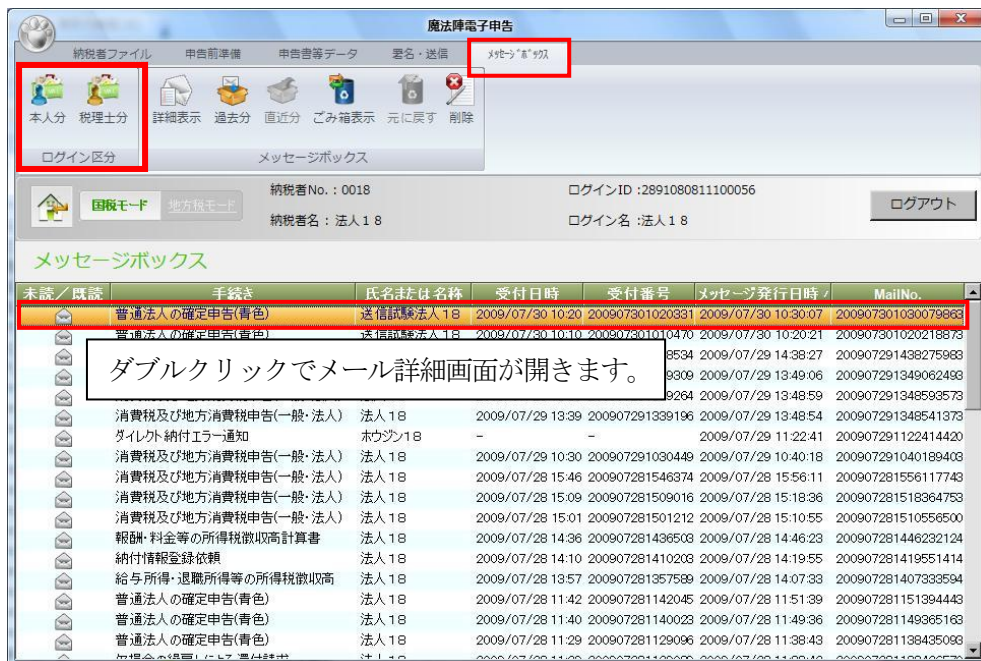 魔法陣電子申告
納税者ファイル 申告前準備 申告書等データ 署名・送信 ﾒｯｾｰｼﾞﾎﾞｯｸｽ
本人分 税理士分 詳細表示 過去分 直近分 ごみ箱表示 元に戻す 削除
ログイン区分 メッセージボックス
納税者No.：0018 ログインID :2891080811100056
国税モード 地方税モード ログアウト
納税者名：法人１８ ログイン名 :法人１８
メッセージボックス
未読／既読 手続き 氏名または名称 受付日時 受付番号 メッセージ発行日時 MailNo.
普通法人の確定申告(青色) 送信試験法人１８ 2009/07/30 10:20 200907301020331 2009/07/30 10:30:07 200907301030079863
普通法人の確定申告(青色) 送信試験法人１８ 2009/07/30 10:10 200907301010470 2009/07/30 10:20:21 200907301020218873
8534 2009/07/29 14:38:27 200907291438275983
ダブルクリックでメール詳細画面が開きます。
9309 2009/07/29 13:49:06 200907291349062493
9264 2009/07/29 13:48:59 200907291348593573
消費税及び地方消費税申告(一般・法人) 法人１８ 2009/07/29 13:39 200907291339196 2009/07/29 13:48:54 200907291348541373
ダイレクト納付エラー通知 ホウジン１８ - - 2009/07/29 11:22:41 200907291122414420
消費税及び地方消費税申告(一般・法人) 法人１８ 2009/07/29 10:30 200907291030449 2009/07/29 10:40:18 200907291040189403
消費税及び地方消費税申告(一般・法人) 法人１８ 2009/07/28 15:46 200907281546374 2009/07/28 15:56:11 200907281556117743
消費税及び地方消費税申告(一般・法人) 法人１８ 2009/07/28 15:09 200907281509016 2009/07/28 15:18:36 200907281518364753
消費税及び地方消費税申告(一般・法人) 法人１８ 2009/07/28 15:01 200907281501212 2009/07/28 15:10:55 200907281510556500
報酬・料金等の所得税徴収高計算書 法人１８ 2009/07/28 14:36 200907281436503 2009/07/28 14:46:23 200907281446232124
納付情報登録依頼 法人１８ 2009/07/28 14:10 200907281410203 2009/07/28 14:19:55 200907281419551414
給与所得・退職所得等の所得税徴収高 法人１８ 2009/07/28 13:57 200907281357589 2009/07/28 14:07:33 200907281407333594
普通法人の確定申告(青色) 法人１８ 2009/07/28 11:42 200907281142045 2009/07/28 11:51:39 200907281151394443
普通法人の確定申告(青色) 法人１８ 2009/07/28 11:40 200907281140023 2009/07/28 11:49:36 200907281149365163
普通法人の確定申告(青色) 法人１８ 2009/07/28 11:29 200907281129096 2009/07/28 11:38:43 200907281138435093